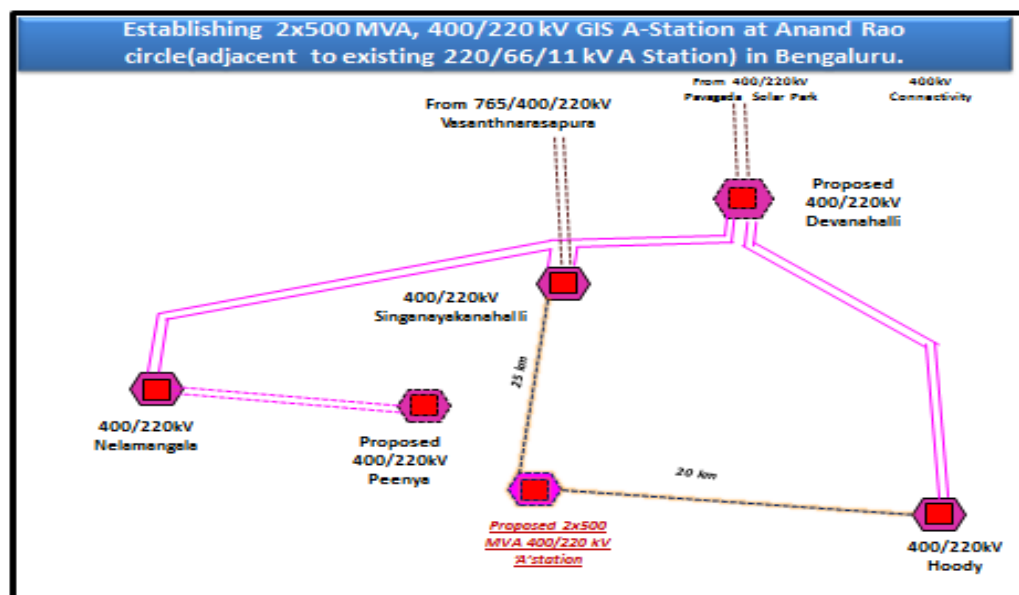 Establishing 2x500 MVA, 400/220 kV GIS A-Station at Anand Rao
circle(adjacent to existing 220/66/11 kV A Station) in Bengaluru.
From 765/400/220kV
Vasanthnarasapura
From 400/220kV
Pavagada Solar Park
400kV
Connectivity
Proposed
400/220kV
Devanahalli
400/220kV
Singanayakanahalli
25 km
400/220kV
Nelamangala
Proposed
400/220kV
Peenya
20 km
Proposed 2x500
MVA 400/220 kV
'A'station
400/220kV
Hoody